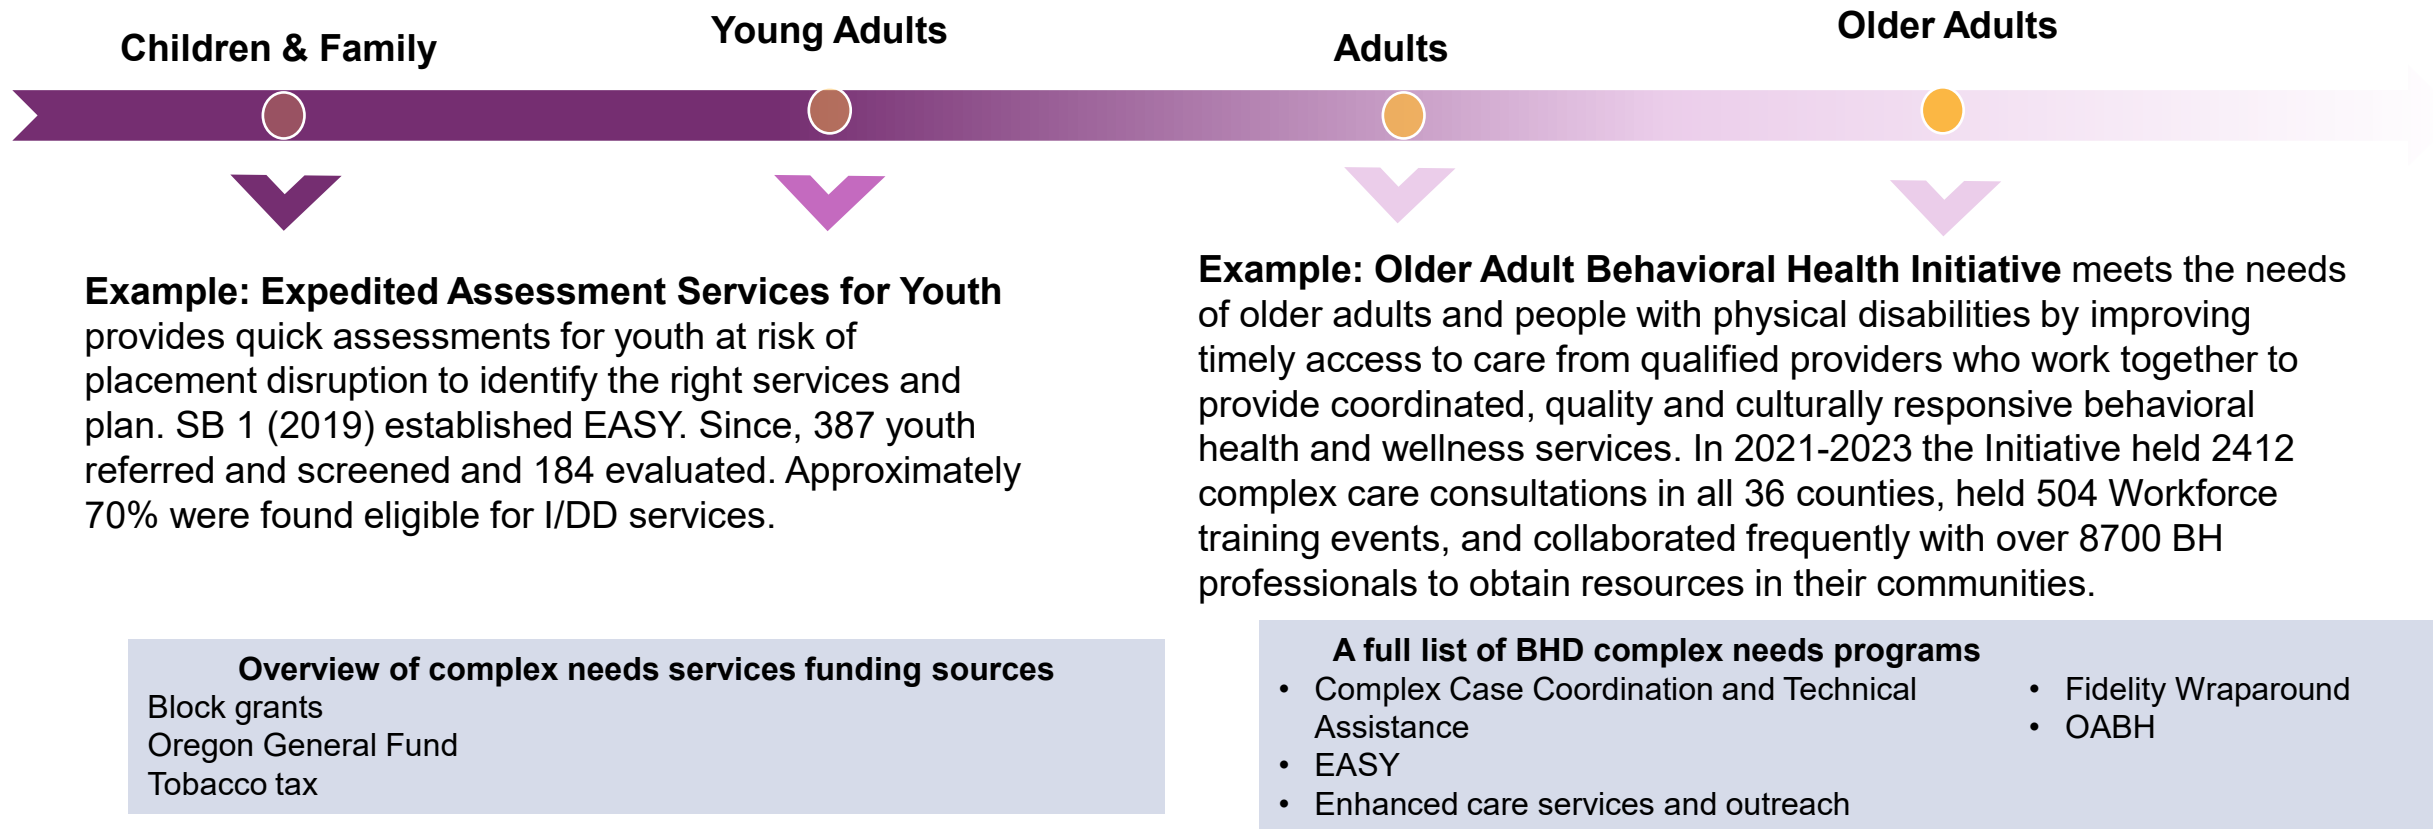 Children & Family
Young Adults
Adults
Older Adults
Example: Expedited Assessment Services for Youth
provides quick assessments for youth at risk of
placement disruption to identify the right services and
plan. SB 1 (2019) established EASY. Since, 387 youth
referred and screened and 184 evaluated. Approximately
70% were found eligible for I/DD services.
Example: Older Adult Behavioral Health Initiative meets the needs
of older adults and people with physical disabilities by improving
timely access to care from qualified providers who work together to
provide coordinated, quality and culturally responsive behavioral
health and wellness services. In 2021-2023 the Initiative held 2412
complex care consultations in all 36 counties, held 504 Workforce
training events, and collaborated frequently with over 8700 BH
professionals to obtain resources in their communities.
Overview of complex needs services funding sources
Block grants
Oregon General Fund
Tobacco tax
A full list of BHD complex needs programs
• Complex Case Coordination and Technical
Assistance
• EASY
• Enhanced care services and outreach
• Fidelity Wraparound
• OABH